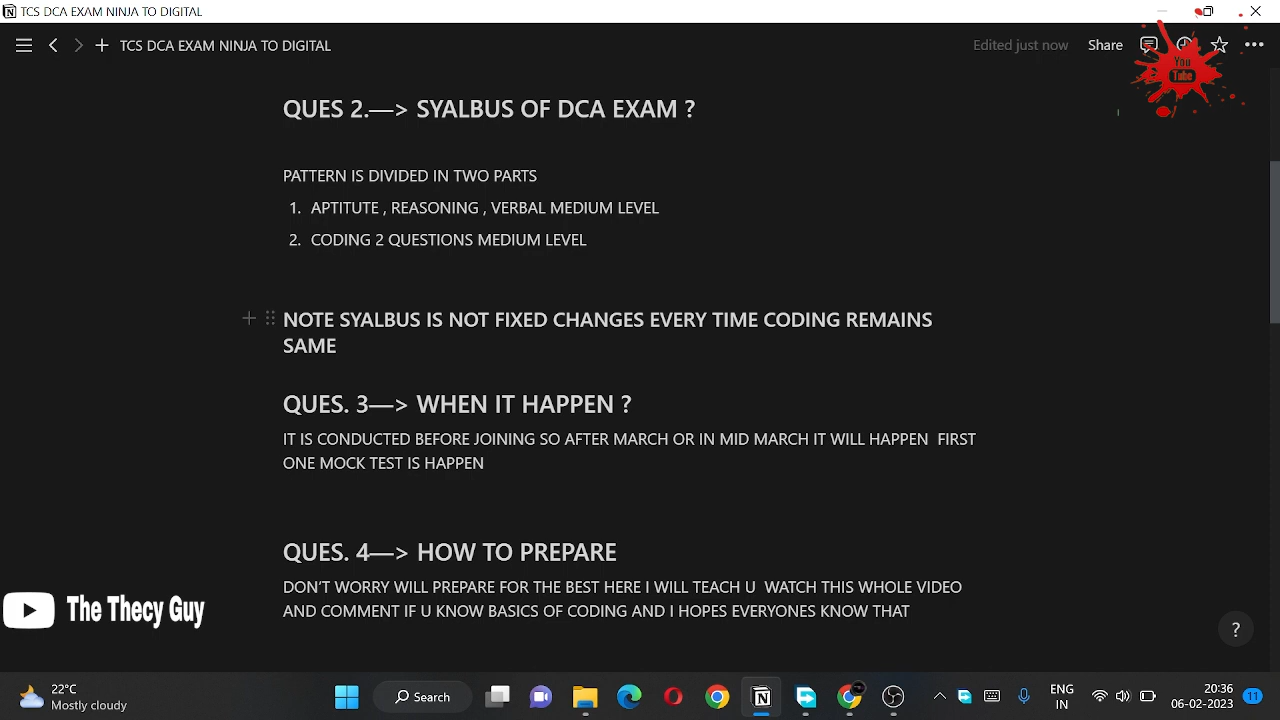 TCS DCA EXAM NINJA TO DIGITAL
TCS DCA EXAM NINJA TO DIGITAL
Edited just now
Share
You
Tube
QUES 2.—> SYALBUS OF DCA EXAM ?
PATTERN IS DIVIDED IN TWO PARTS
1. APTITUTE , REASONING , VERBAL MEDIUM LEVEL
2. CODING 2 QUESTIONS MEDIUM LEVEL
NOTE SYALBUS IS NOT FIXED CHANGES EVERY TIME CODING REMAINS
SAME
QUES. 3—> WHEN IT HAPPEN ?
IT IS CONDUCTED BEFORE JOINING SO AFTER MARCH OR IN MID MARCH IT WILL HAPPEN FIRST
ONE MOCK TEST IS HAPPEN
QUES. 4—> HOW TO PREPARE
DON'T WORRY WILL PREPARE FOR THE BEST HERE I WILL TEACH U WATCH THIS WHOLE VIDEO
AND COMMENT IF U KNOW BASICS OF CODING AND I HOPES EVERYONES KNOW THAT
The Thecy Guy
?
22°C
Mostly cloudy
Search
ENG
IN
20:36
06-02-2023
11